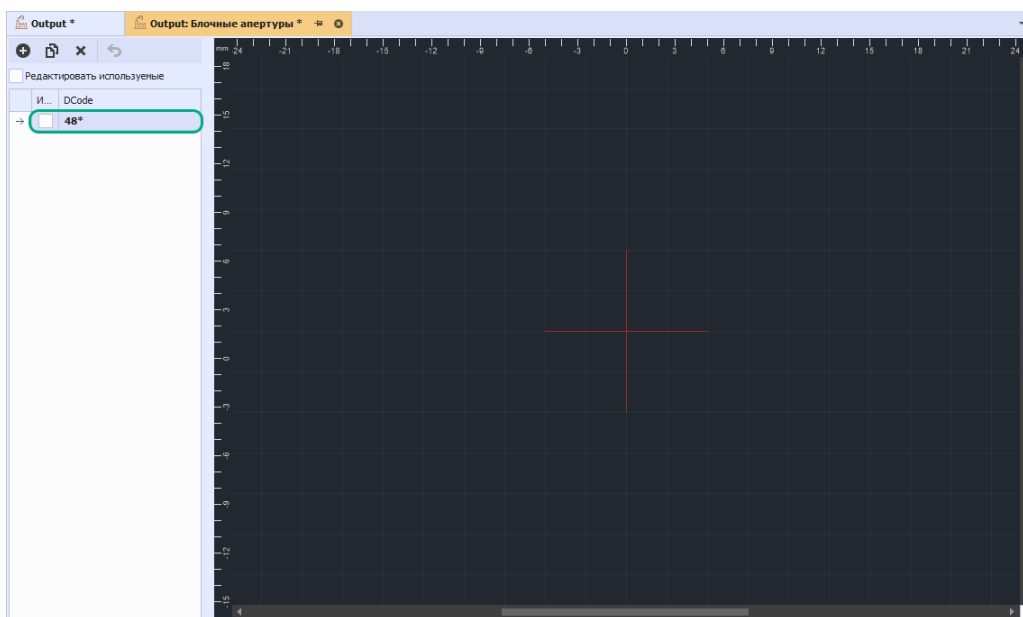 Output *
Output: Блочные апертуры *
mm 24 -21 -18 -15 -12 -9 -6 -3 0 3 6 9 12 15 18 21 24
Редактировать используемые
И... DCode
48*
18
15
12
9
6
3
0
-3
-6
-9
-12
-15